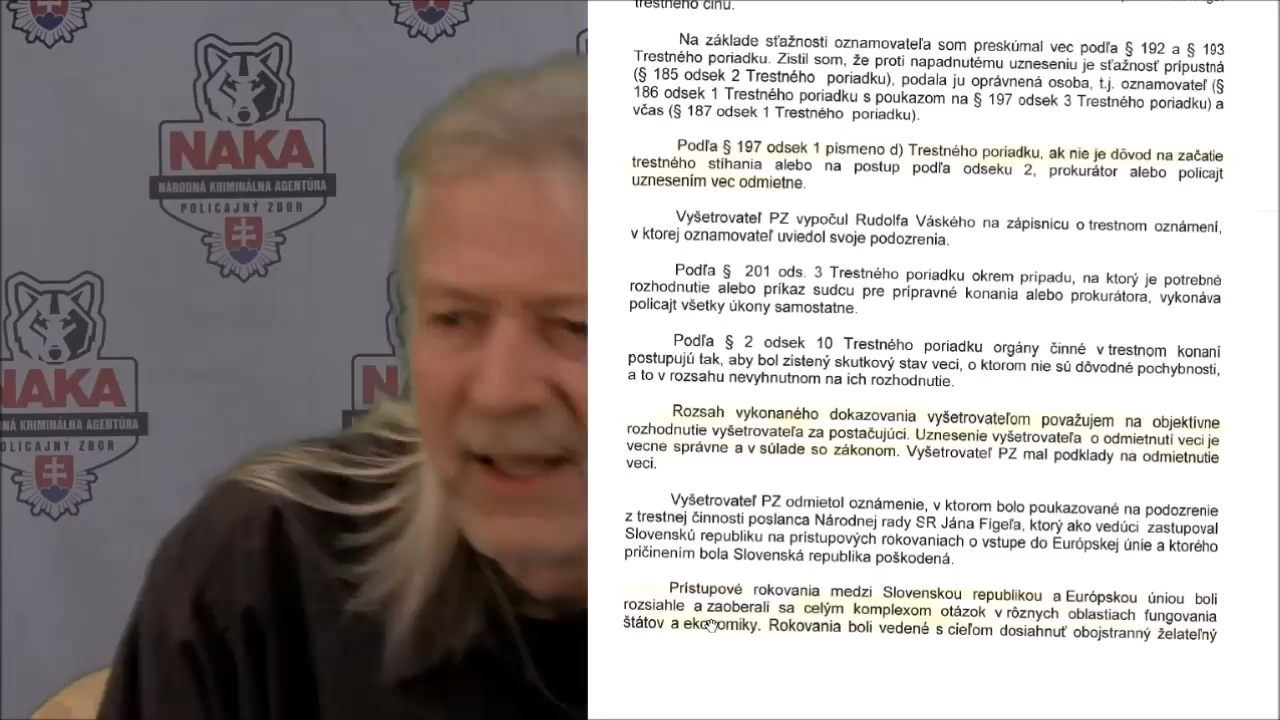 NAKA
NÁRODNÁ KRIMINÁLNA AGENTÚRA
POLICAJNÝ ZBOR
NAKA
NÁRODNÁ KRIMINÁLNA AGENTÚRA
POLICAJNÝ ZBOR
trestného činu.
Na základe sťažnosti oznamovateľa som preskúmal vec podľa § 192 a § 193
Trestného poriadku. Zistil som, že proti napadnutému uzneseniu je sťažnosť prípustná
(§ 185 odsek 2 Trestného poriadku), podala ju oprávnená osoba, t.j. oznamovateľ (§
186 odsek 1 Trestného poriadku s poukazom na § 197 odsek 3 Trestného poriadku) a
včas (§ 187 odsek 1 Trestného poriadku).
Podľa § 197 odsek 1 písmeno d) Trestného poriadku, ak nie je dôvod na začatie
trestného stíhania alebo na postup podľa odseku 2, prokurátor alebo policajt
uznesením vec odmietne.
Vyšetrovateľ PZ vypočul Rudolfa Váského na zápisnicu o trestnom oznámení,
v ktorej oznamovateľ uviedol svoje podozrenia.
Podľa § 201 ods. 3 Trestného poriadku okrem prípadu, na ktorý je potrebné
rozhodnutie alebo príkaz sudcu pre prípravné konania alebo prokurátora, vykonáva
policajt všetky úkony samostatne.
Podľa § 2 odsek 10 Trestného poriadku orgány činné v trestnom konaní
postupujú tak, aby bol zistený skutkový stav veci, o ktorom nie sú dôvodné pochybnosti,
a to v rozsahu nevyhnutnom na ich rozhodnutie.
Rozsah vykonaného dokazovania vyšetrovateľom považujem na objektívne
rozhodnutie vyšetrovateľa za postačujúci. Uznesenie vyšetrovateľa o odmietnutí veci je
vecne správne a v súlade so zákonom. Vyšetrovateľ PZ mal podklady na odmietnutie
veci.
Vyšetrovateľ PZ odmietol oznámenie, v ktorom bolo poukazované na podozrenie
z trestnej činnosti poslanca Národnej rady SR Jána Figeľa, ktorý ako vedúci zastupoval
Slovenskú republiku na prístupových rokovaniach o vstupe do Európskej únie a ktorého
pričinením bola Slovenská republika poškodená.
Prístupové rokovania medzi Slovenskou republikou a Európskou úniou boli
rozsiahle a zaoberali sa celým komplexom otázok v rôznych oblastiach fungovania
štátov a ekonomiky. Rokovania boli vedené s cieľom dosiahnuť obojstranný želateľný